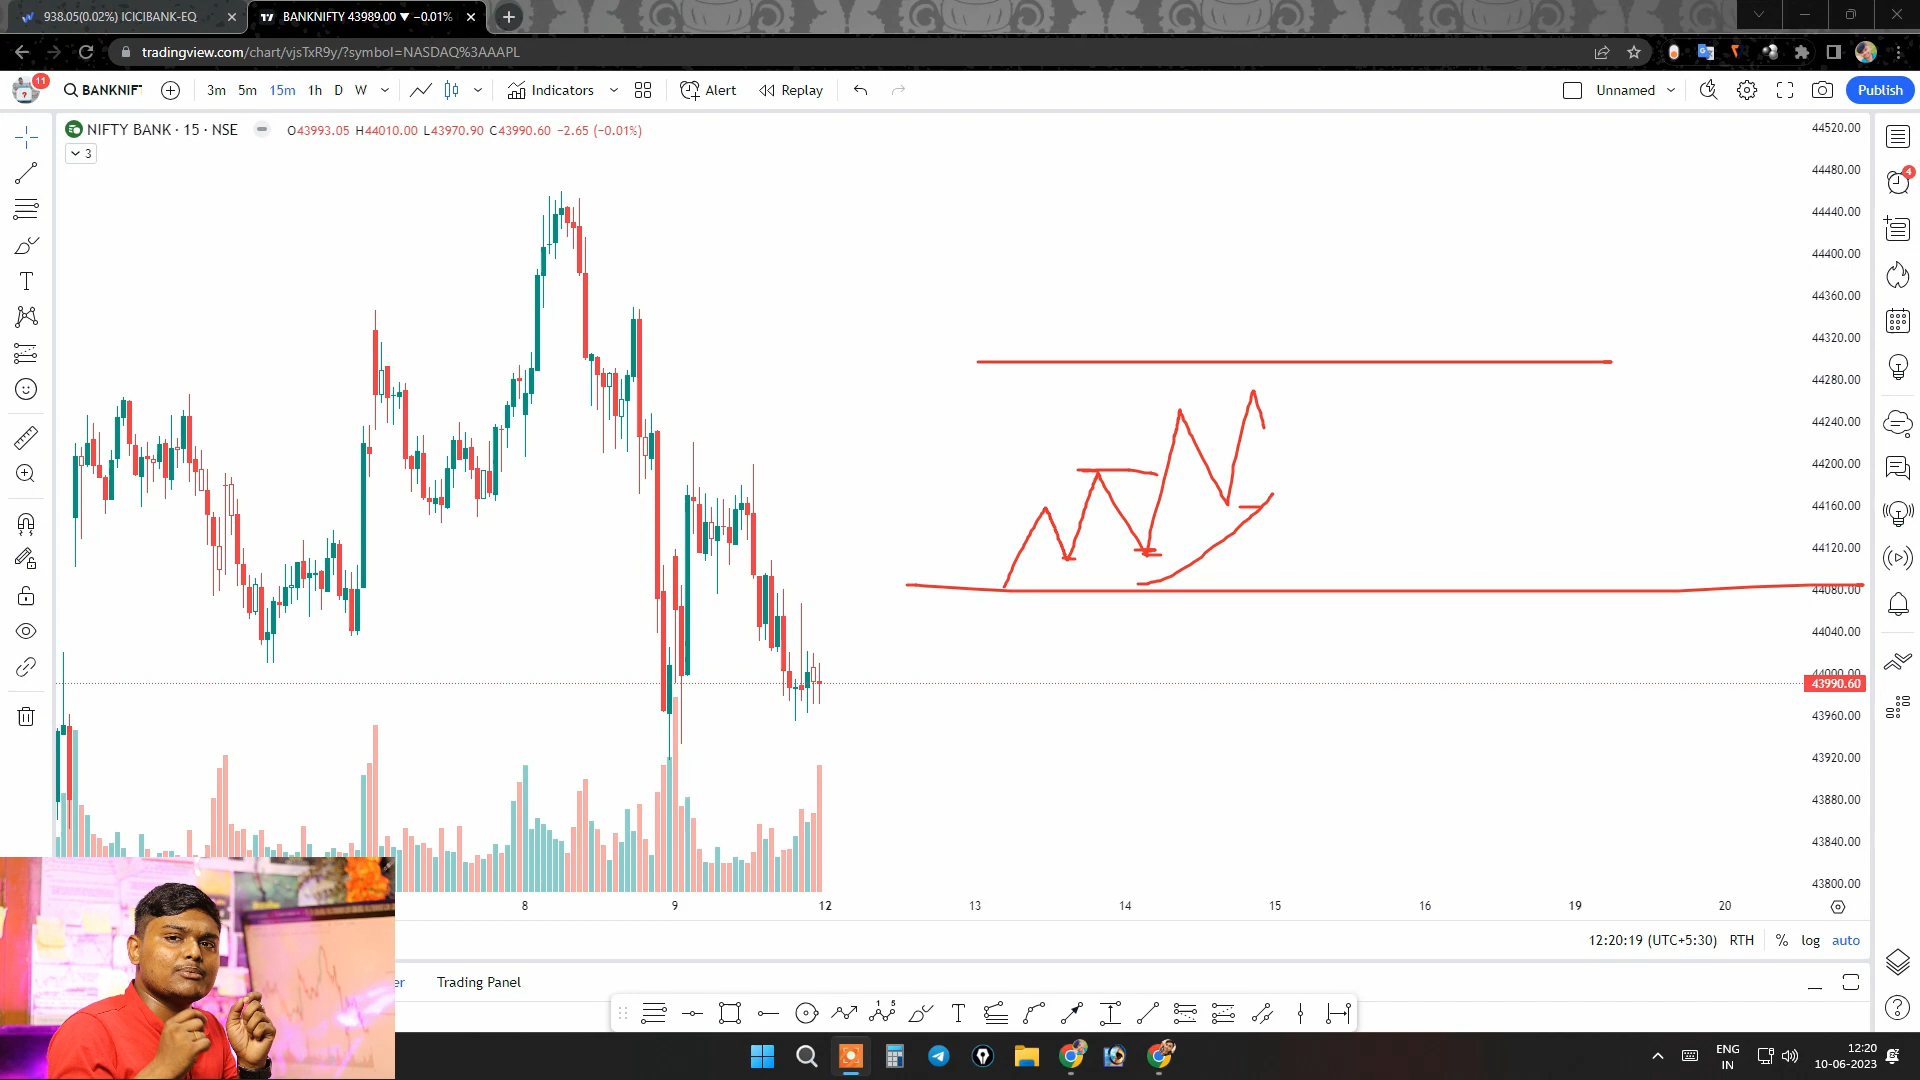 938.05(0.02%) ICICIBANK-EQ
BANKNIFTY 43989.00 ▼ −0.01%
tradingview.com/chart/vjsTxR9y/?symbol=NASDAQ%3AAAPL
11
BANKNIF
3m 5m 15m 1h D W
Indicators
Alert
Replay
Unnamed
Publish
NIFTY BANK · 15 · NSE
O43993.05 H44010.00 L43970.90 C43990.60 −2.65 (−0.01%)
3
4
44520.00
44480.00
44440.00
44400.00
44360.00
44320.00
44280.00
44240.00
44200.00
44160.00
44120.00
44080.00
44040.00
44000.00
43990.60
43960.00
43920.00
43880.00
43840.00
43800.00
8 9 12 13 14 15 16 19 20
12:20:19 (UTC+5:30) RTH % log auto
er
Trading Panel
ENG
IN
12:20
10-06-2023